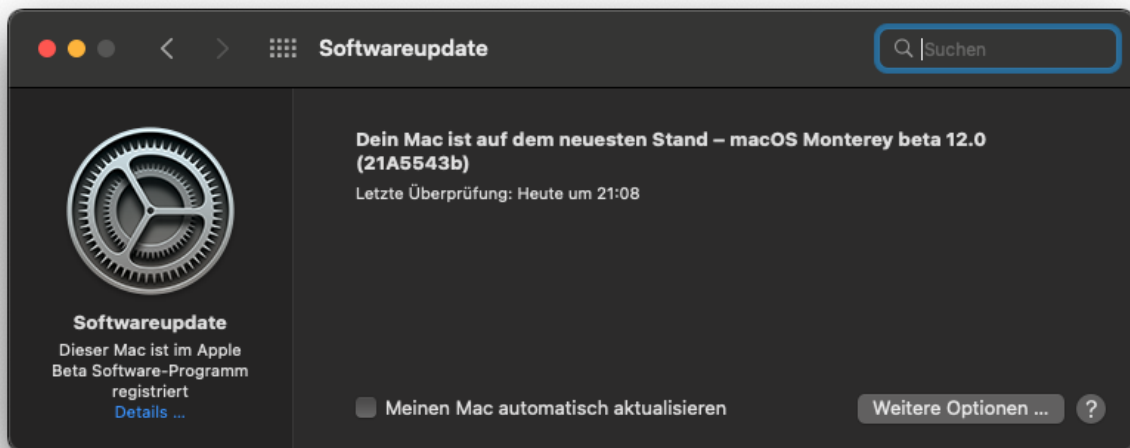 Softwareupdate
Suchen
Dein Mac ist auf dem neuesten Stand – macOS Monterey beta 12.0
(21A5543b)
Letzte Überprüfung: Heute um 21:08
Softwareupdate
Dieser Mac ist im Apple
Beta Software-Programm
registriert
Details ...
Meinen Mac automatisch aktualisieren
Weitere Optionen ...
?